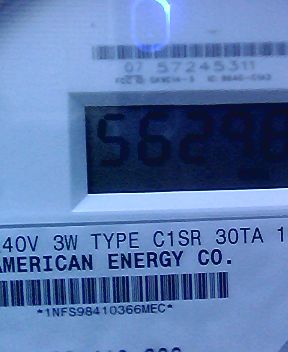 07 57245311
56298
40V 3W TYPE C1SR 30TA 1
AMERICAN ENERGY CO.
*1NFS98410366MEC*